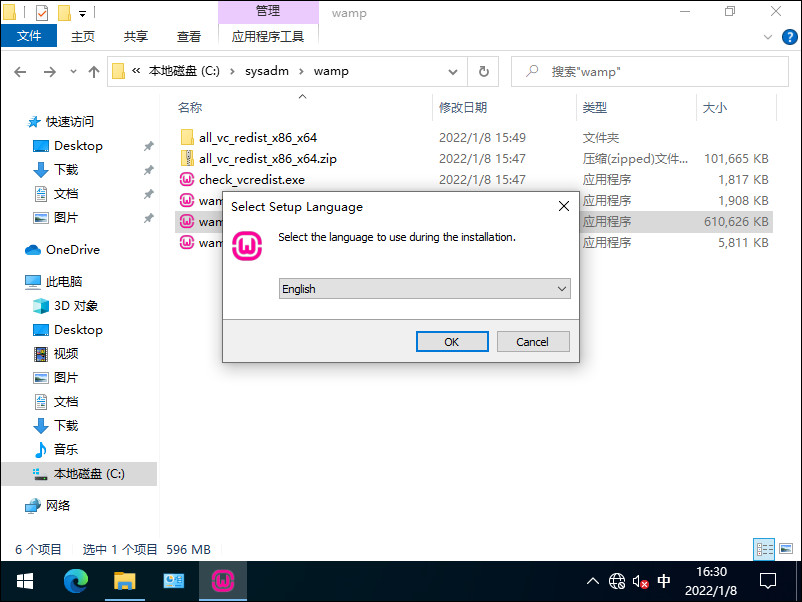 管理
wamp
文件 主页 共享 查看 应用程序工具
« 本地磁盘 (C:) › sysadm › wamp
搜索"wamp"
名称 修改日期 类型 大小
all_vc_redist_x86_x64 2022/1/8 15:49 文件夹
all_vc_redist_x86_x64.zip 2022/1/8 15:47 压缩(zipped)文件... 101,665 KB
check_vcredist.exe 2022/1/8 15:47 应用程序 1,817 KB
wam 应用程序 1,908 KB
wam 应用程序 610,626 KB
wam 应用程序 5,811 KB
快速访问
Desktop
下载
文档
图片
OneDrive
此电脑
3D 对象
Desktop
视频
图片
文档
下载
音乐
本地磁盘 (C:)
网络
Select Setup Language
Select the language to use during the installation.
English
OK Cancel
6 个项目 选中 1 个项目 596 MB
中
16:30
2022/1/8